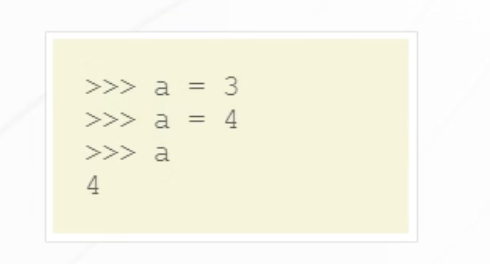 >>> a = 3
>>> a = 4
>>> a
4